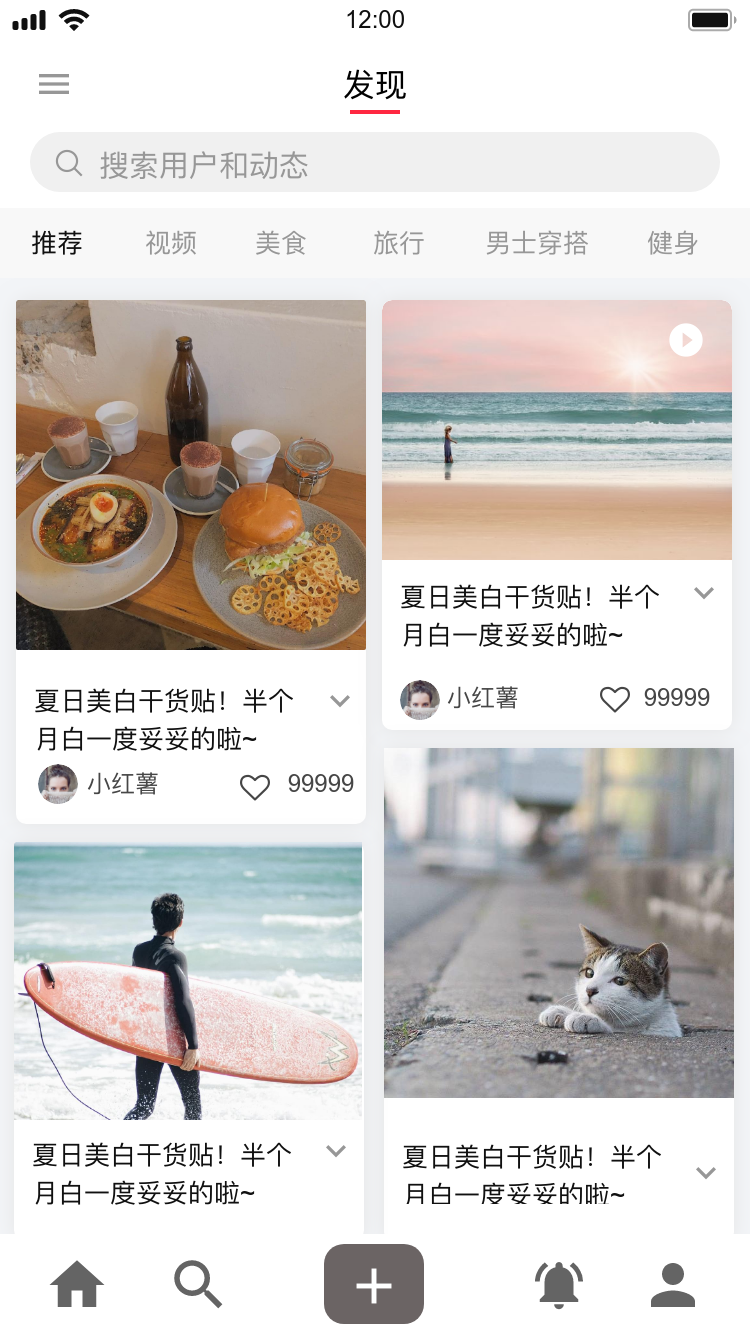 12:00
发现
搜索用户和动态
推荐 视频 美食 旅行 男士穿搭 健身
夏日美白干货贴！半个
月白一度妥妥的啦~
小红薯 99999
夏日美白干货贴！半个
月白一度妥妥的啦~
小红薯 99999
夏日美白干货贴！半个
月白一度妥妥的啦~
夏日美白干货贴！半个
月白一度妥妥的啦~